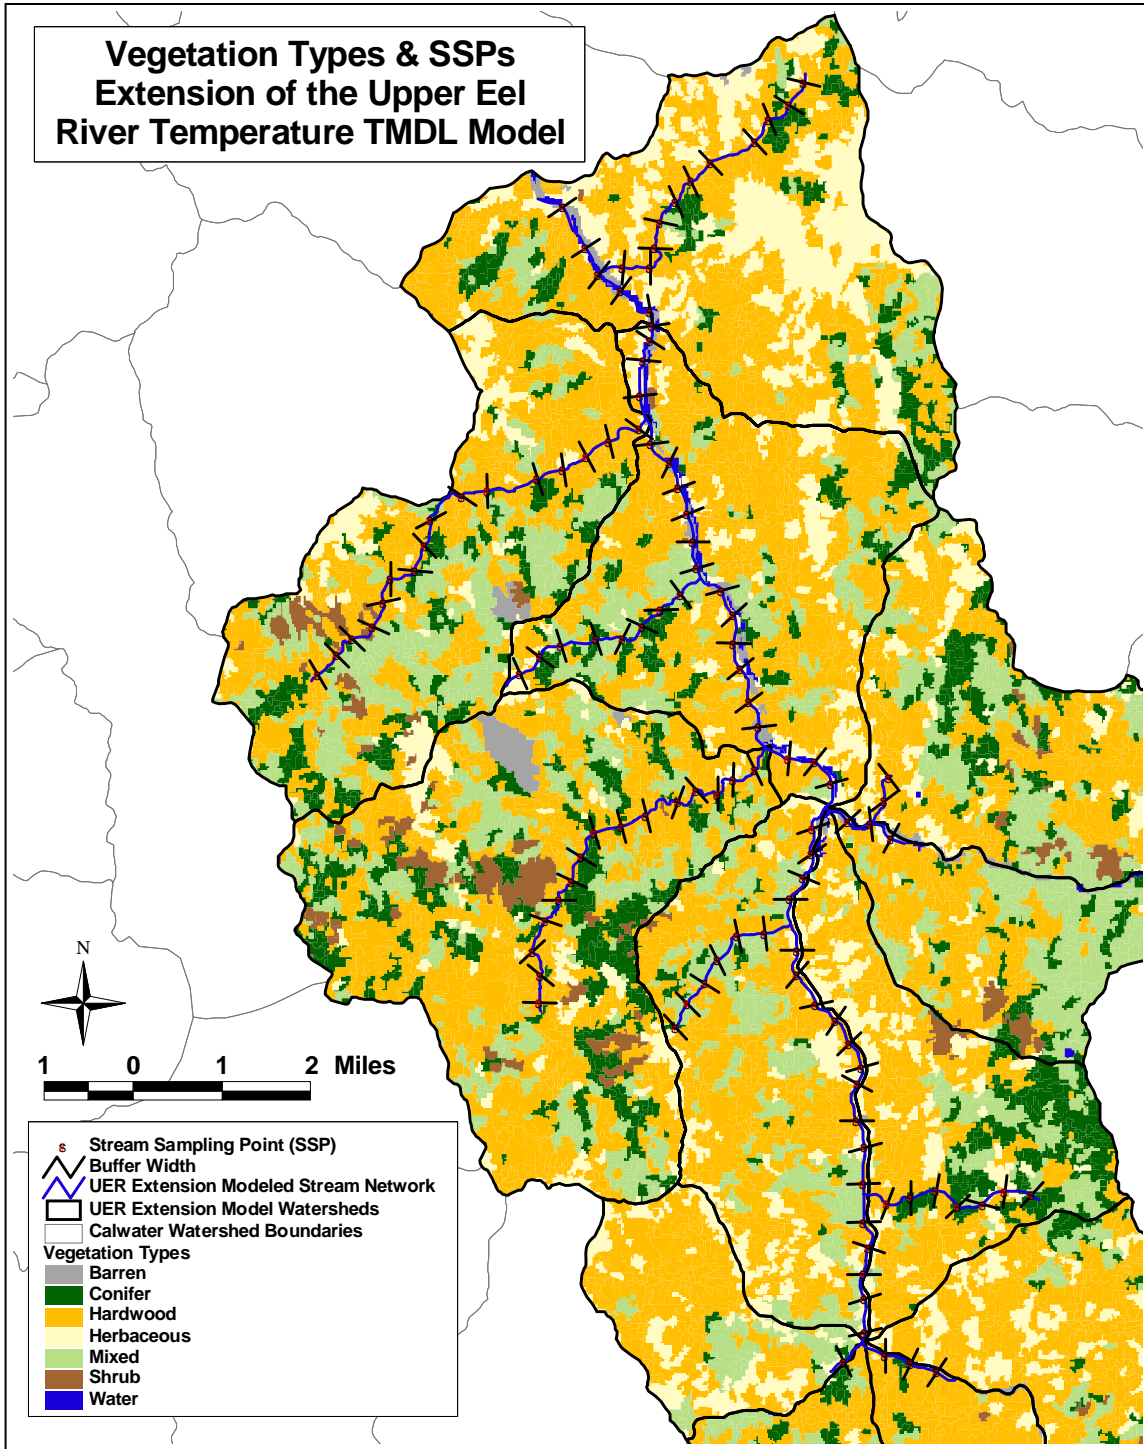 Vegetation Types & SSPs
Extension of the Upper Eel
River Temperature TMDL Model
N
1 0 1 2 Miles
s Stream Sampling Point (SSP)
Buffer Width
UER Extension Modeled Stream Network
UER Extension Model Watersheds
Calwater Watershed Boundaries
Vegetation Types
Barren
Conifer
Hardwood
Herbaceous
Mixed
Shrub
Water